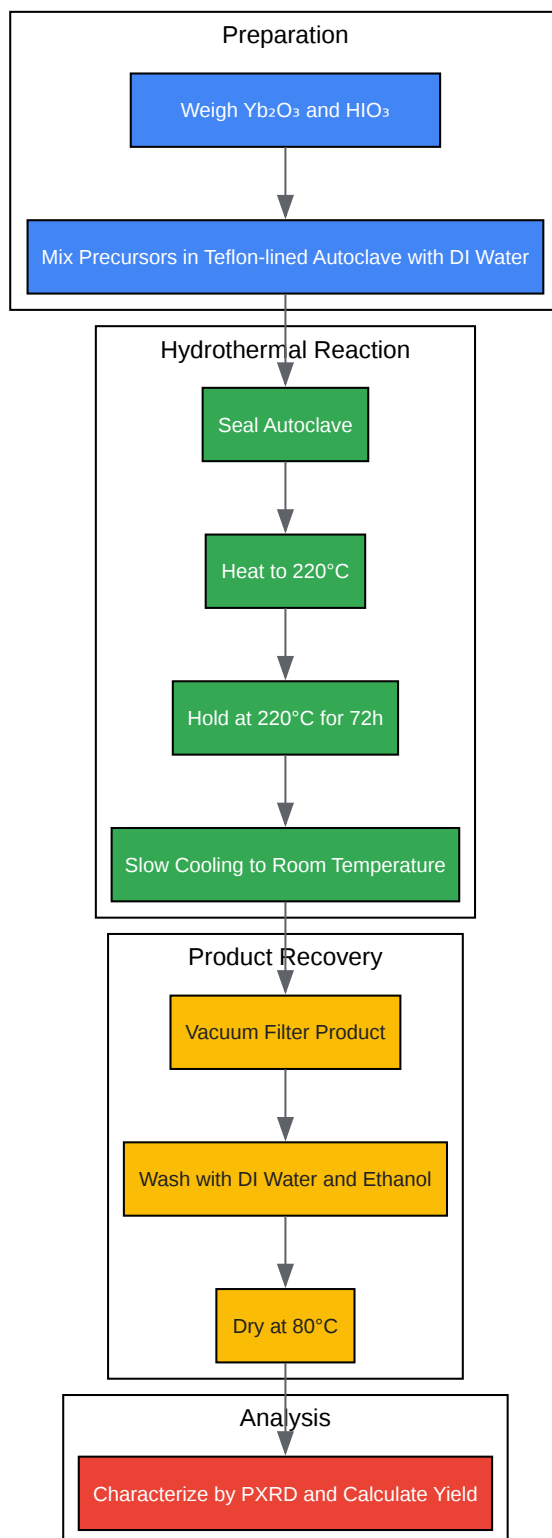 Preparation
Weigh Yb₂O₃ and HIO₃
Mix Precursors in Teflon-lined Autoclave with DI Water
Hydrothermal Reaction
Seal Autoclave
Heat to 220°C
Hold at 220°C for 72h
Slow Cooling to Room Temperature
Product Recovery
Vacuum Filter Product
Wash with DI Water and Ethanol
Dry at 80°C
Analysis
Characterize by PXRD and Calculate Yield